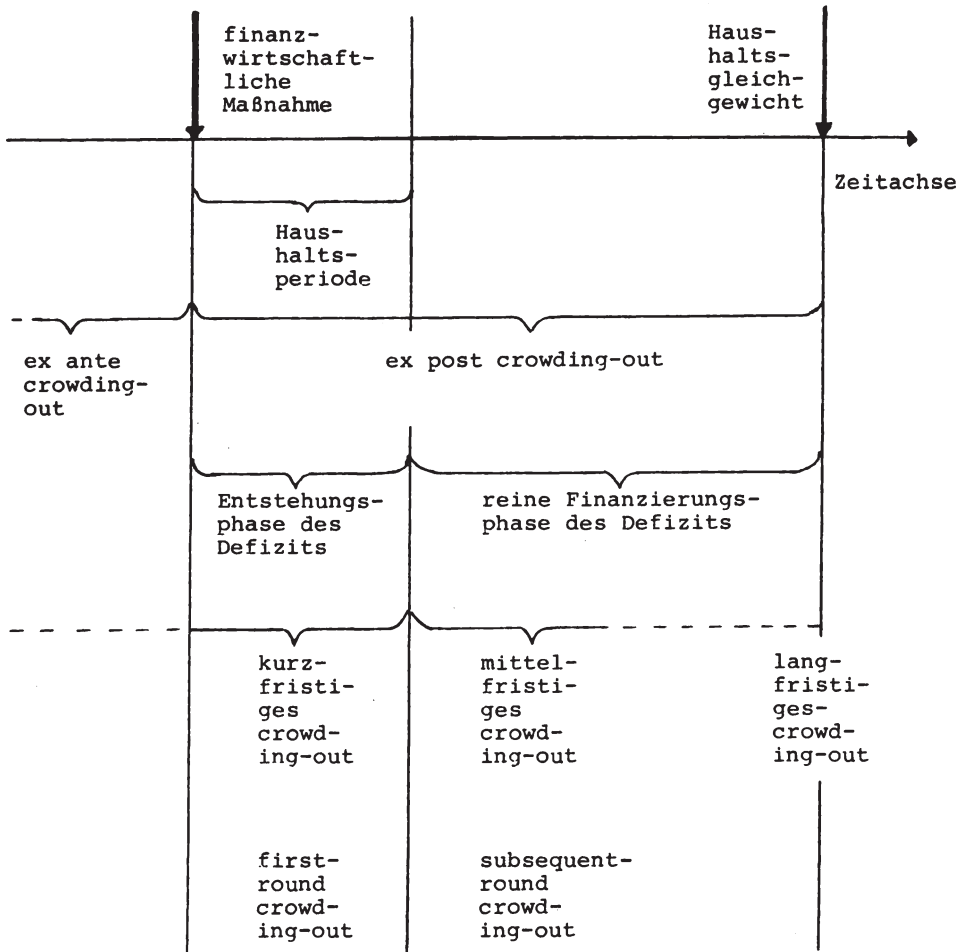 finanz-
wirtschaft-
liche
Maßnahme
Haus-
halts-
gleich-
gewicht
Zeitachse
Haus-
halts-
periode
ex ante
crowding-
out
ex post crowding-out
Entstehungs-
phase des
Defizits
reine Finanzierungs-
phase des Defizits
kurz-
fristi-
ges
crowd-
ing-out
mittel-
fristi-
ges
crowd-
ing-out
lang-
fristi-
ges-
crowd-
ing-out
first-
round
crowd-
ing-out
subsequent-
round
crowd-
ing-out